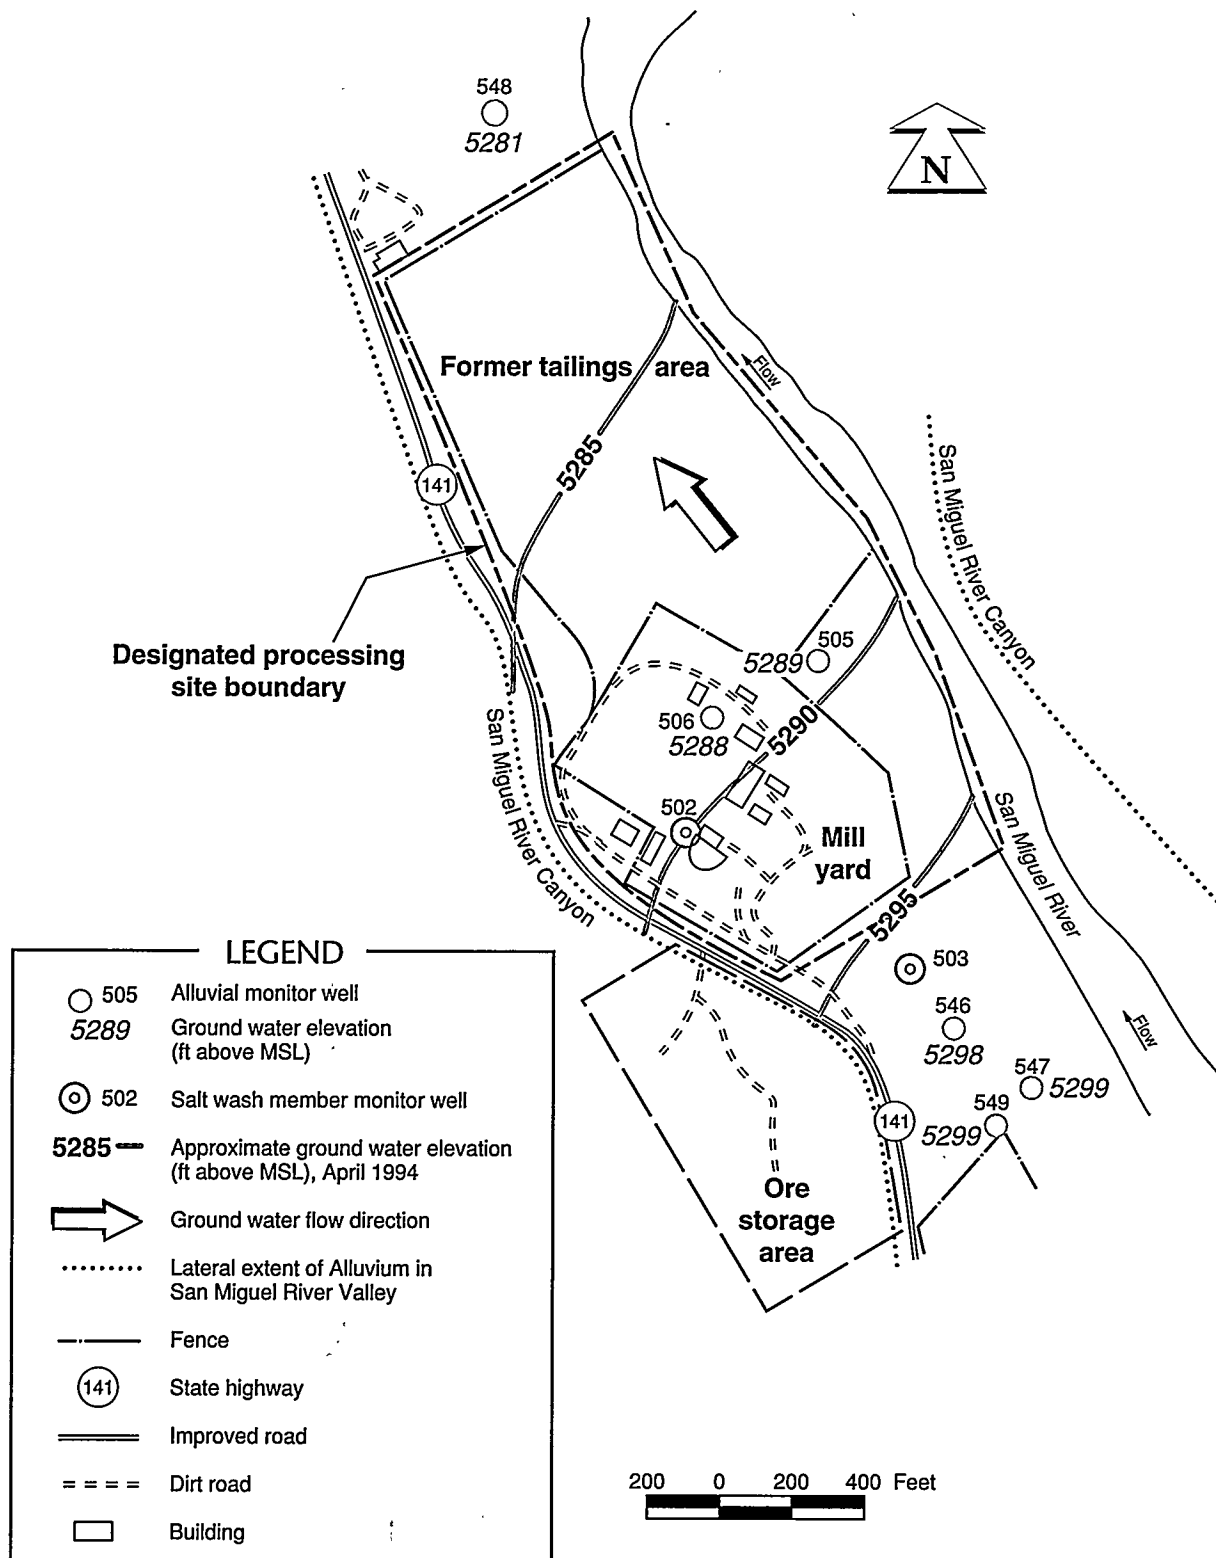 548
5281
N
Former tailings area
Flow
5285
141
San Miguel River Canyon
Designated processing
site boundary
505
5289
506
5288
5290
San Miguel River Canyon
502
Mill
yard
San Miguel River
5295
503
546
5298
Flow
547
5299
549
5299
141
Ore
storage
area
LEGEND
505 Alluvial monitor well
5289 Ground water elevation
(ft above MSL)
502 Salt wash member monitor well
5285 Approximate ground water elevation
(ft above MSL), April 1994
Ground water flow direction
Lateral extent of Alluvium in
San Miguel River Valley
Fence
141 State highway
Improved road
Dirt road
Building
200 0 200 400 Feet